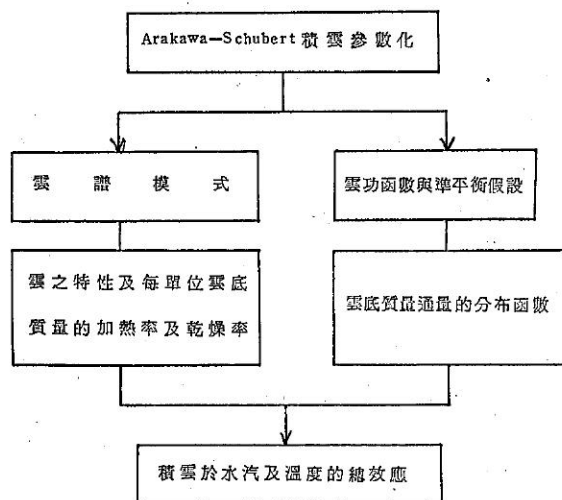 Arakawa—Schubert 積雲參數化
雲譜模式
雲功函數與準平衡假設
雲之特性及每單位雲底
質量的加熱率及乾燥率
雲底質量通量的分布函數
積雲於水汽及溫度的總效應